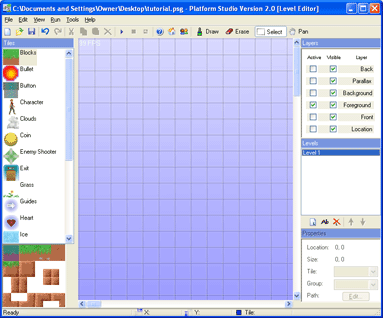 C:\Documents and Settings\Owner\Desktop\tutorial.png - Platform Studio Version 2.0 [Level Editor]
File Edit View Run Tools Help
Draw Erase Select Pan
Tiles
Blocks
Bullet
Button
Character
Clouds
Coin
Enemy Shooter
Exit
Grass
Guides
Heart
Ice
Layers
Active Visible Layer
Back
Parallax
Background
Foreground
Front
Location
Levels
Level 1
Ab
Properties
Location: 0, 0
Size: 0, 0
Tile:
Group:
Path: Edit...
X: Y: Tile: